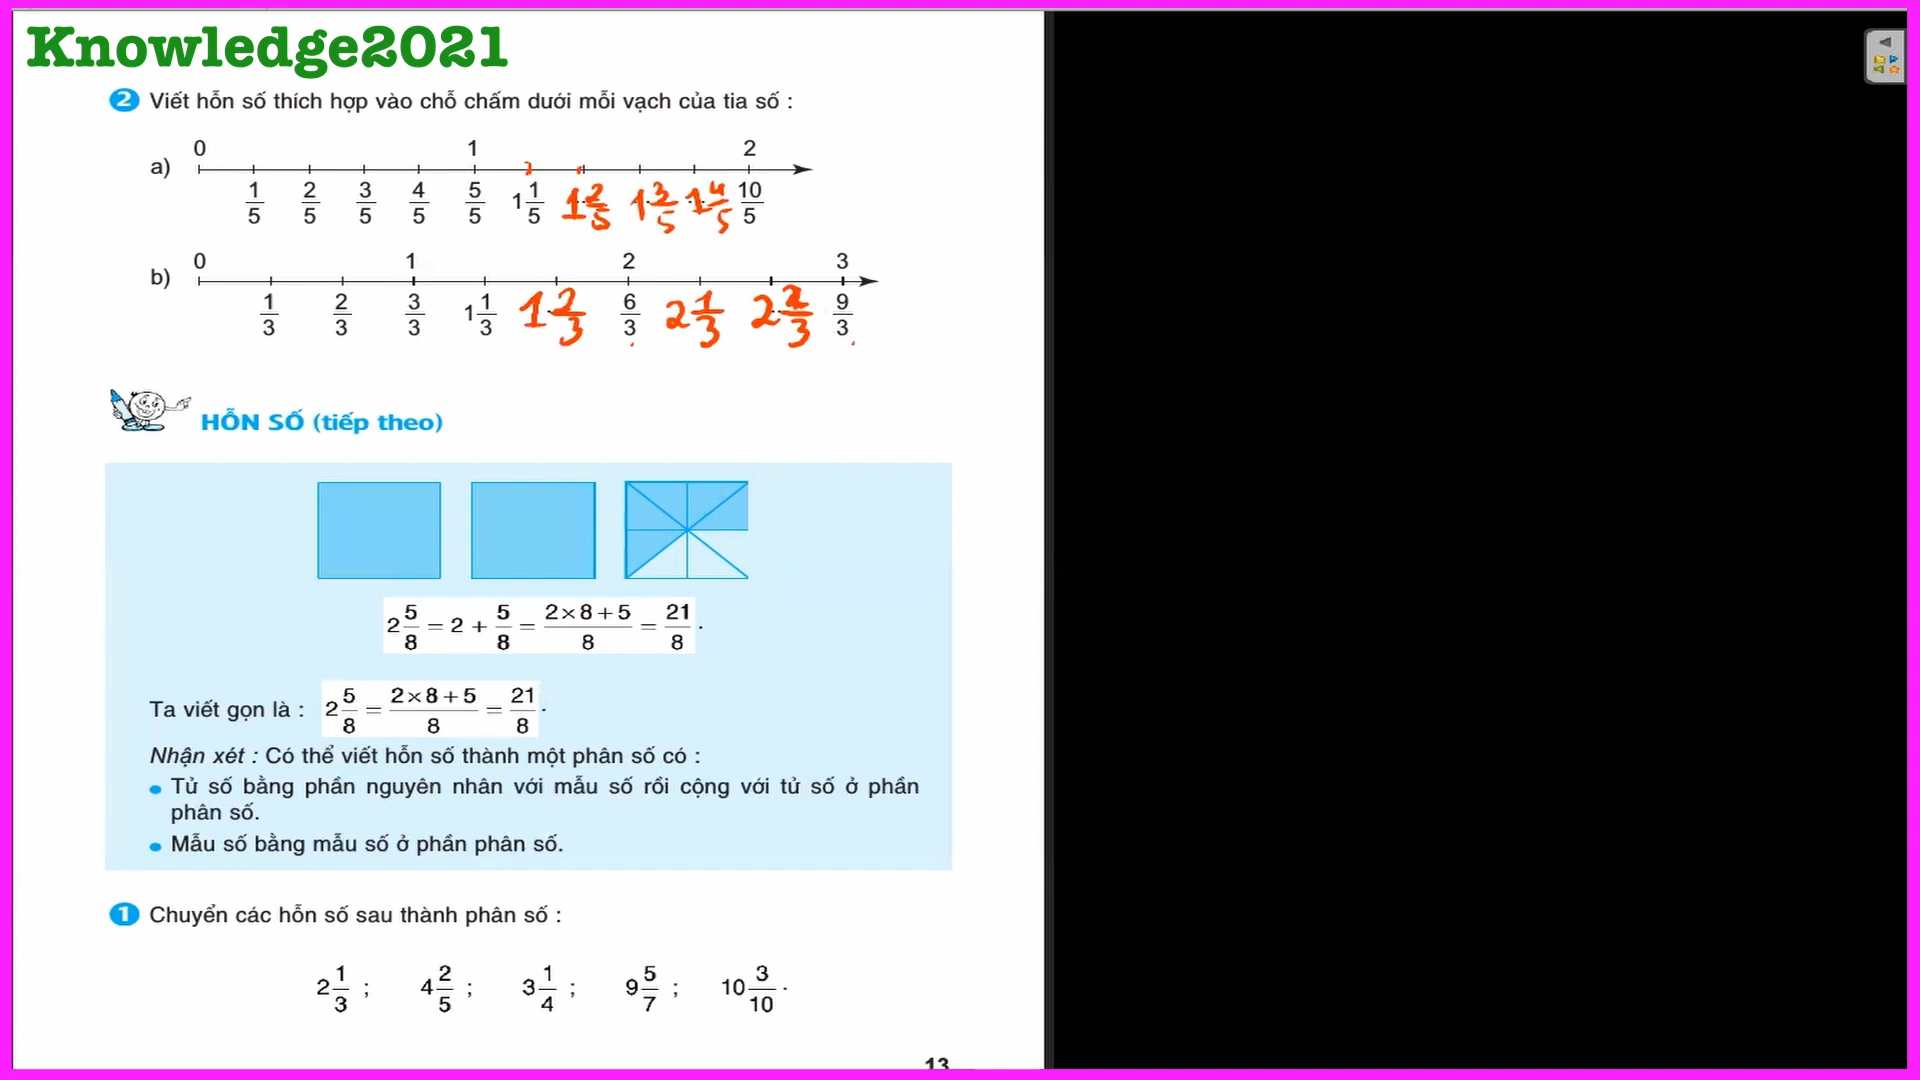 Knowledge2021
2 Viết hỗn số thích hợp vào chỗ chấm dưới mỗi vạch của tia số :
0 1 2
a)
1/5 2/5 3/5 4/5 5/5 1 1/5 1 2/5 1 3/5 1 4/5 10/5
0 1 2 3
b)
1/3 2/3 3/3 1 1/3 1 2/3 6/3 2 1/3 2 2/3 9/3
HỖN SỐ (tiếp theo)
2 5/8 = 2 + 5/8 = (2×8+5)/8 = 21/8 .
Ta viết gọn là : 2 5/8 = (2×8+5)/8 = 21/8 .
Nhận xét : Có thể viết hỗn số thành một phân số có :
• Tử số bằng phần nguyên nhân với mẫu số rồi cộng với tử số ở phần
phân số.
• Mẫu số bằng mẫu số ở phần phân số.
1 Chuyển các hỗn số sau thành phân số :
2 1/3 ; 4 2/5 ; 3 1/4 ; 9 5/7 ; 10 3/10 .
13